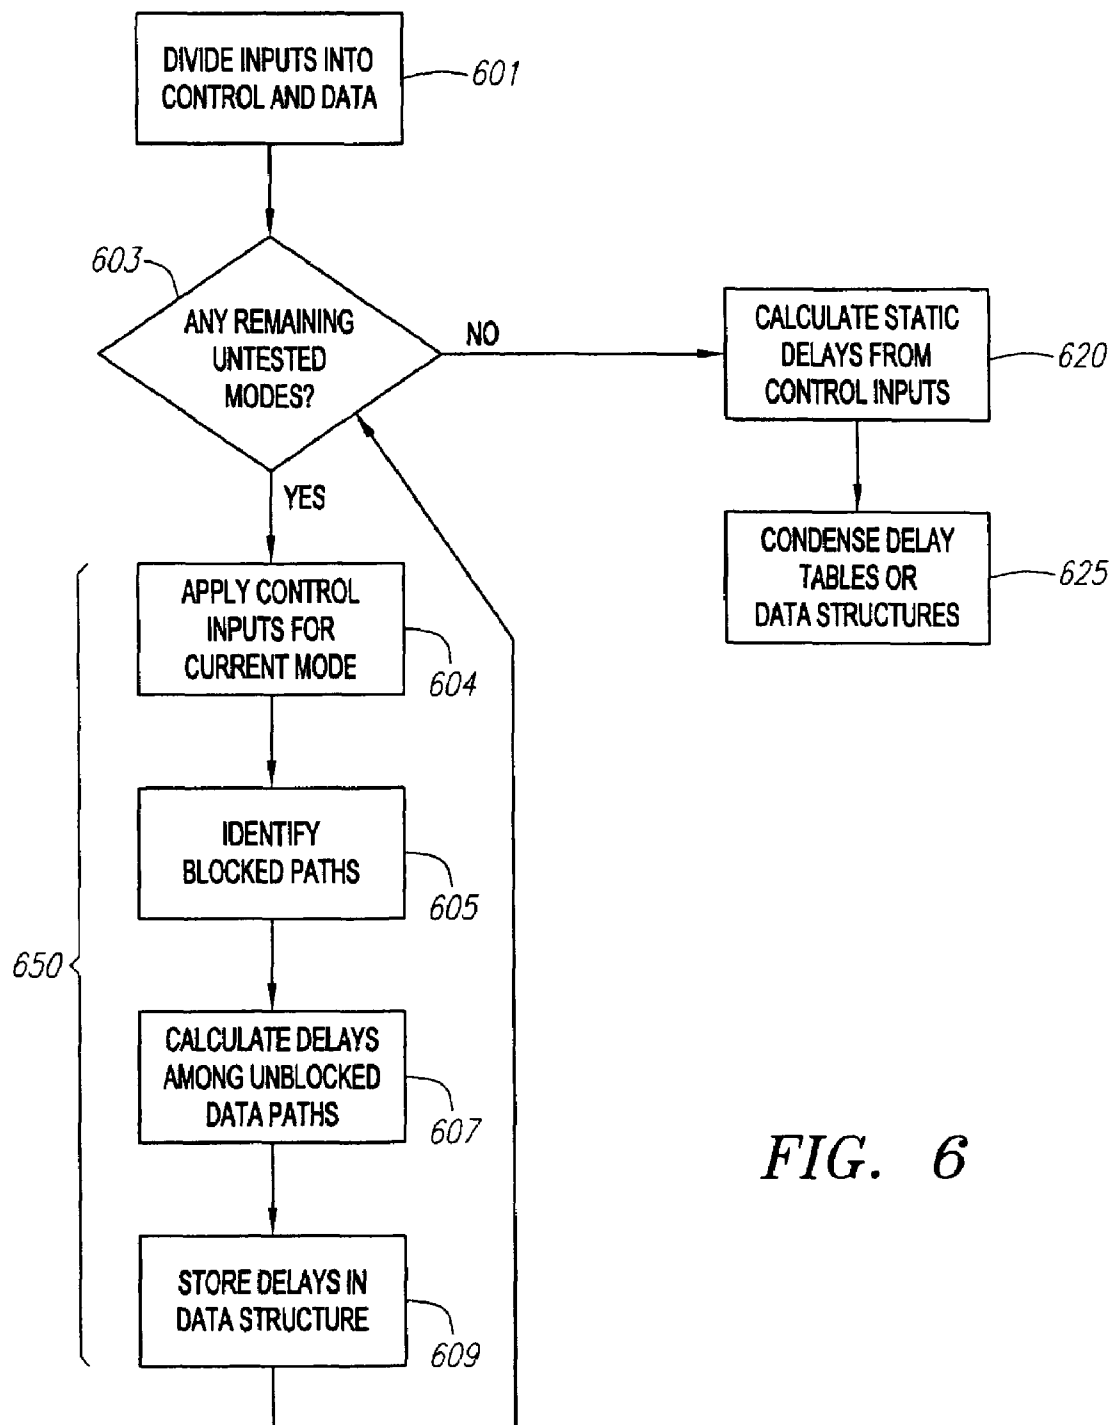 DIVIDE INPUTS INTO
CONTROL AND DATA
601
603
ANY REMAINING
UNTESTED
MODES?
NO
CALCULATE STATIC
DELAYS FROM
CONTROL INPUTS
620
YES
CONDENSE DELAY
TABLES OR
DATA STRUCTURES
625
APPLY CONTROL
INPUTS FOR
CURRENT MODE
604
IDENTIFY
BLOCKED PATHS
605
650
CALCULATE DELAYS
AMONG UNBLOCKED
DATA PATHS
607
FIG. 6
STORE DELAYS IN
DATA STRUCTURE
609